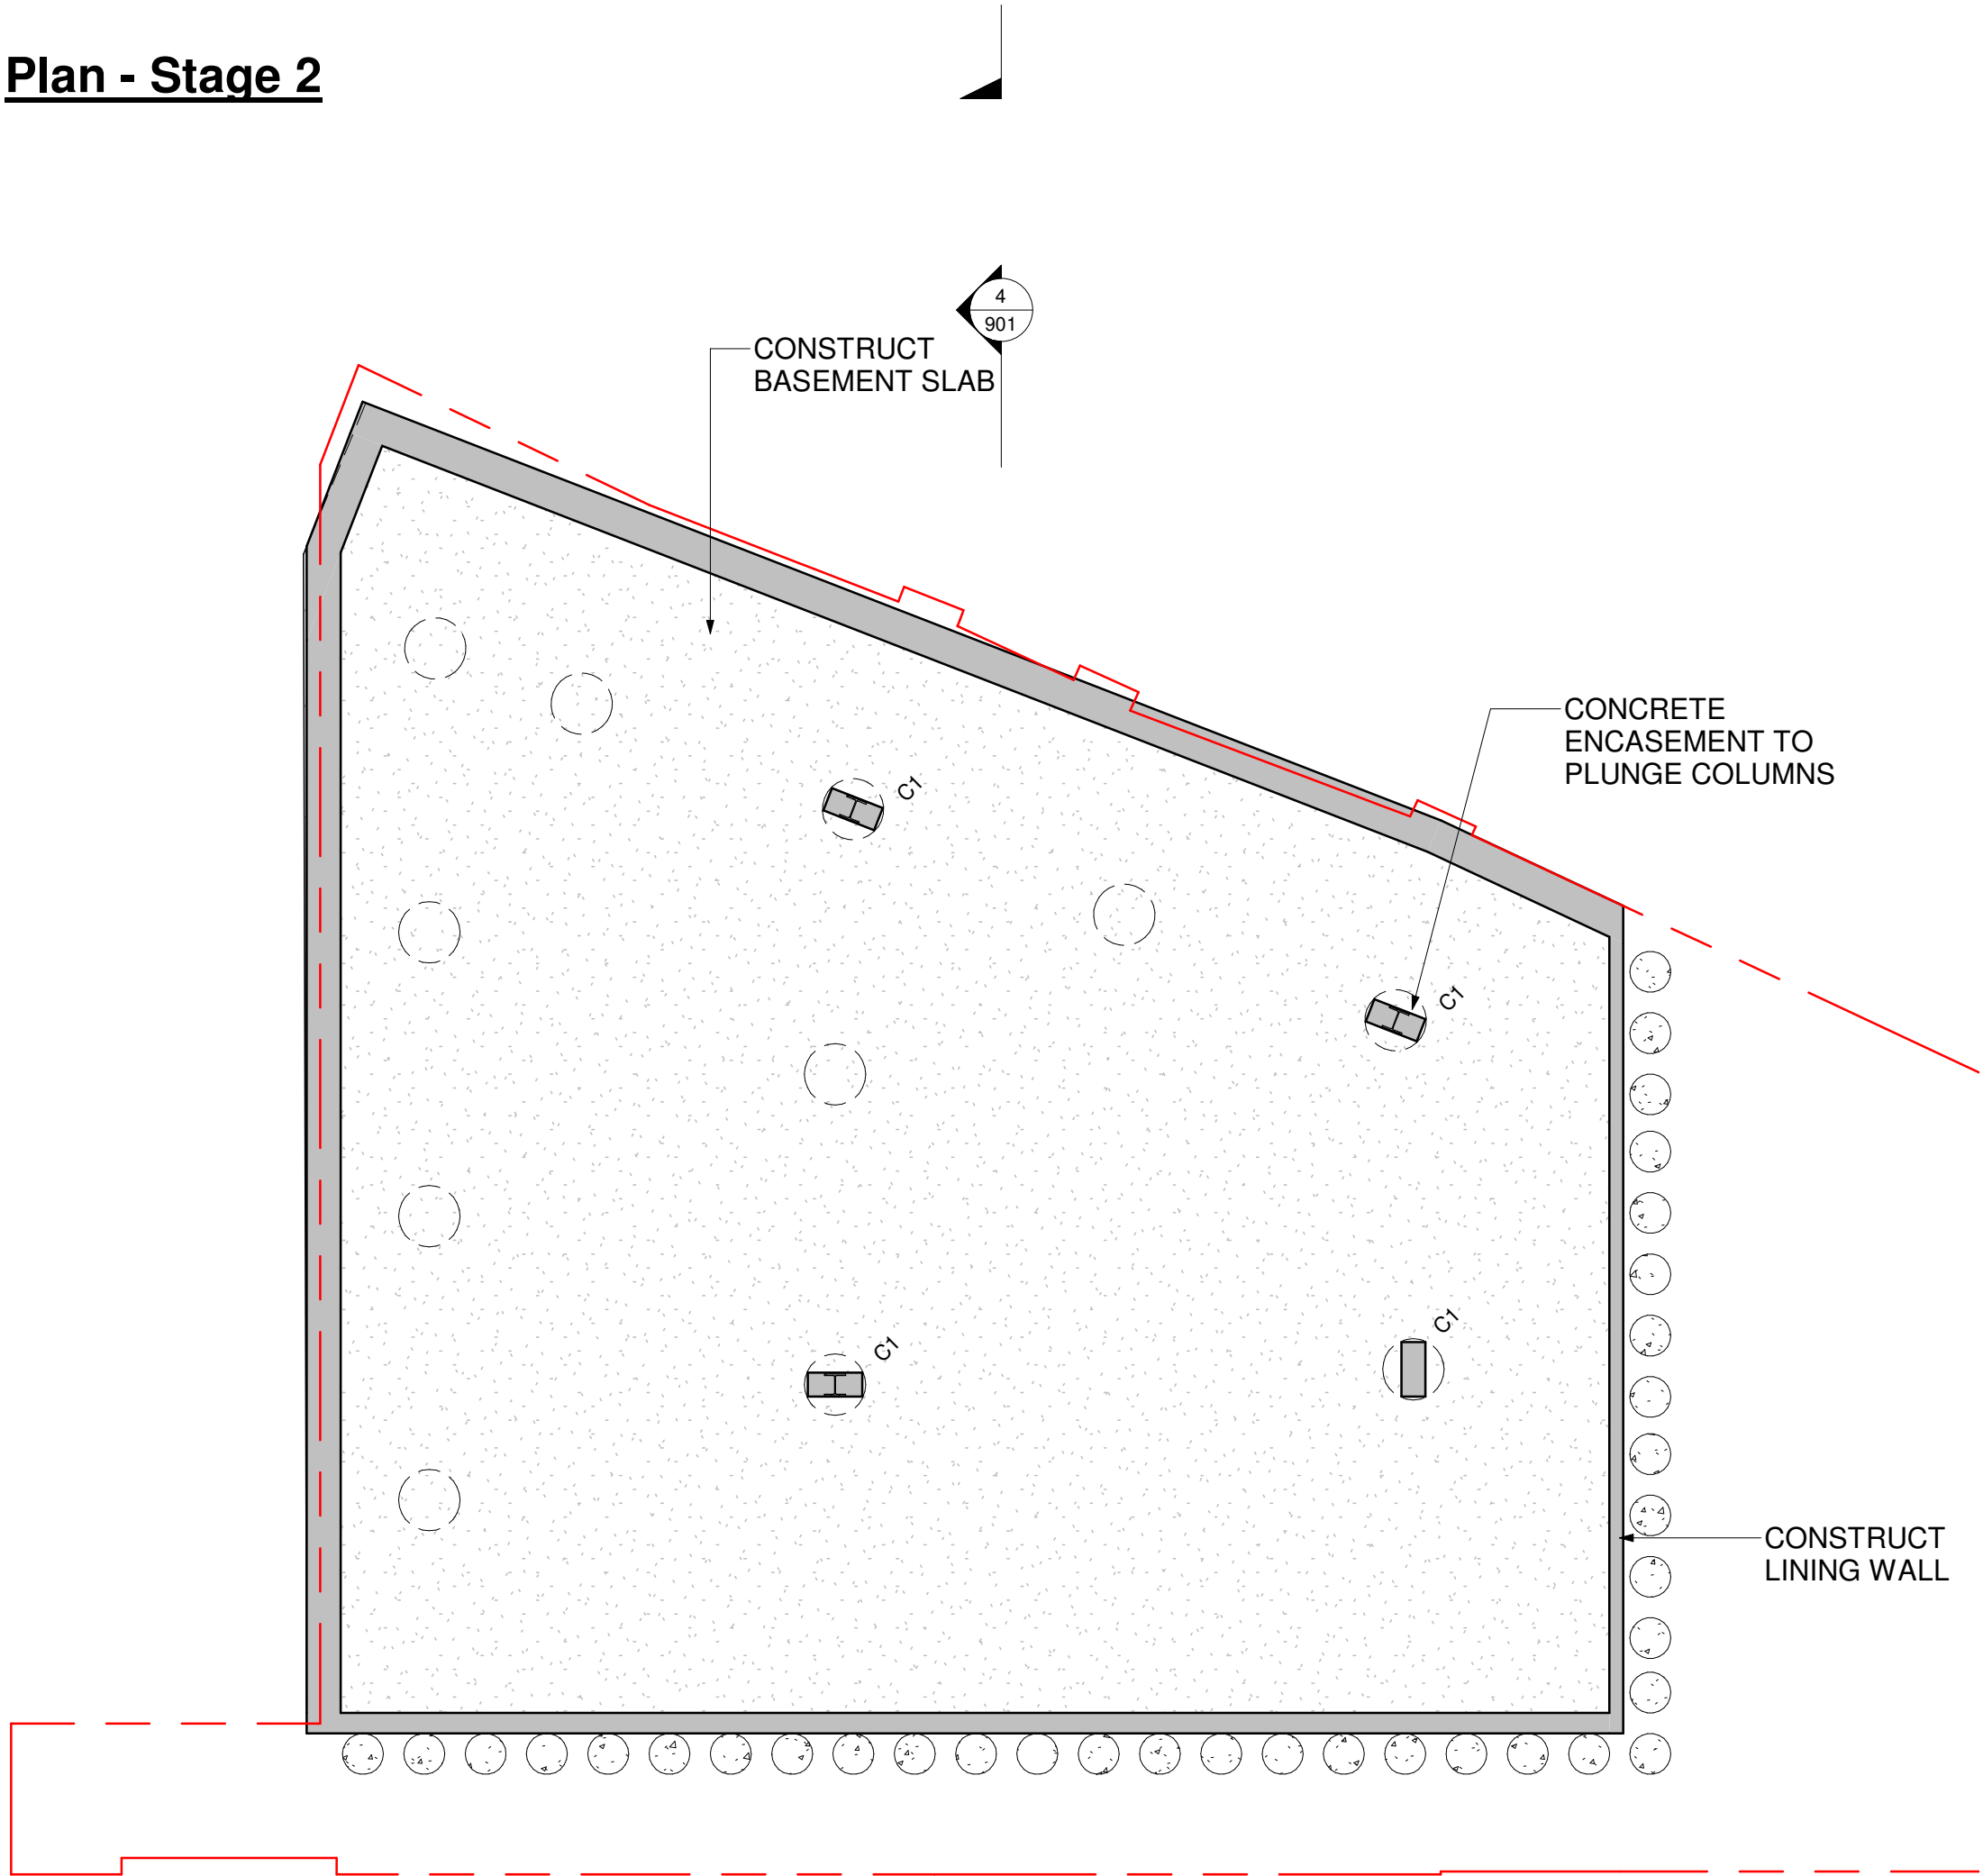 Plan - Stage 2
4
901
CONSTRUCT
BASEMENT SLAB
CONCRETE
ENCASEMENT TO
PLUNGE COLUMNS
C1
C1
C1
C1
CONSTRUCT
LINING WALL